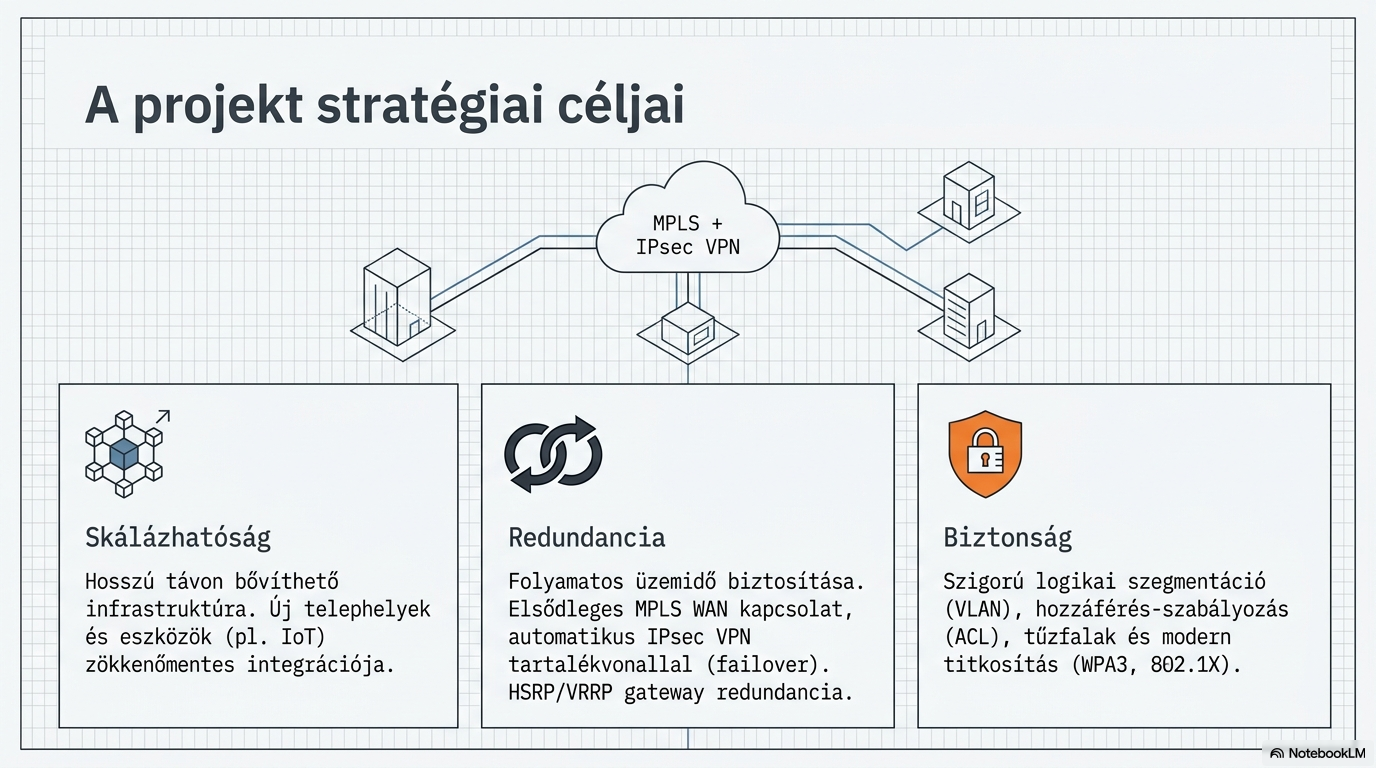 A projekt stratégiai céljai
MPLS +
IPsec VPN
Skálázhatóság
Hosszú távon bővíthető
infrastruktúra. Új telephelyek
és eszközök (pl. IoT)
zökkenőmentes integrációja.
Redundancia
Folyamatos üzemidő biztosítása.
Elsődleges MPLS WAN kapcsolat,
automatikus IPsec VPN
tartalékvonallal (failover).
HSRP/VRRP gateway redundancia.
Biztonság
Szigorú logikai szegmentáció
(VLAN), hozzáférés-szabályozás
(ACL), tűzfalak és modern
titkosítás (WPA3, 802.1X).
NotebookLM